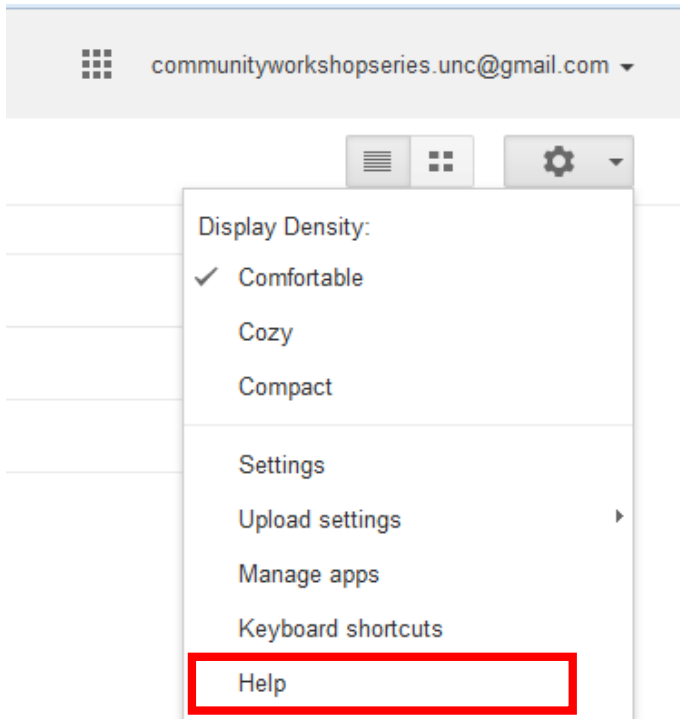 communityworkshopseries.unc@gmail.com
Display Density:
Comfortable
Cozy
Compact
Settings
Upload settings
Manage apps
Keyboard shortcuts
Help